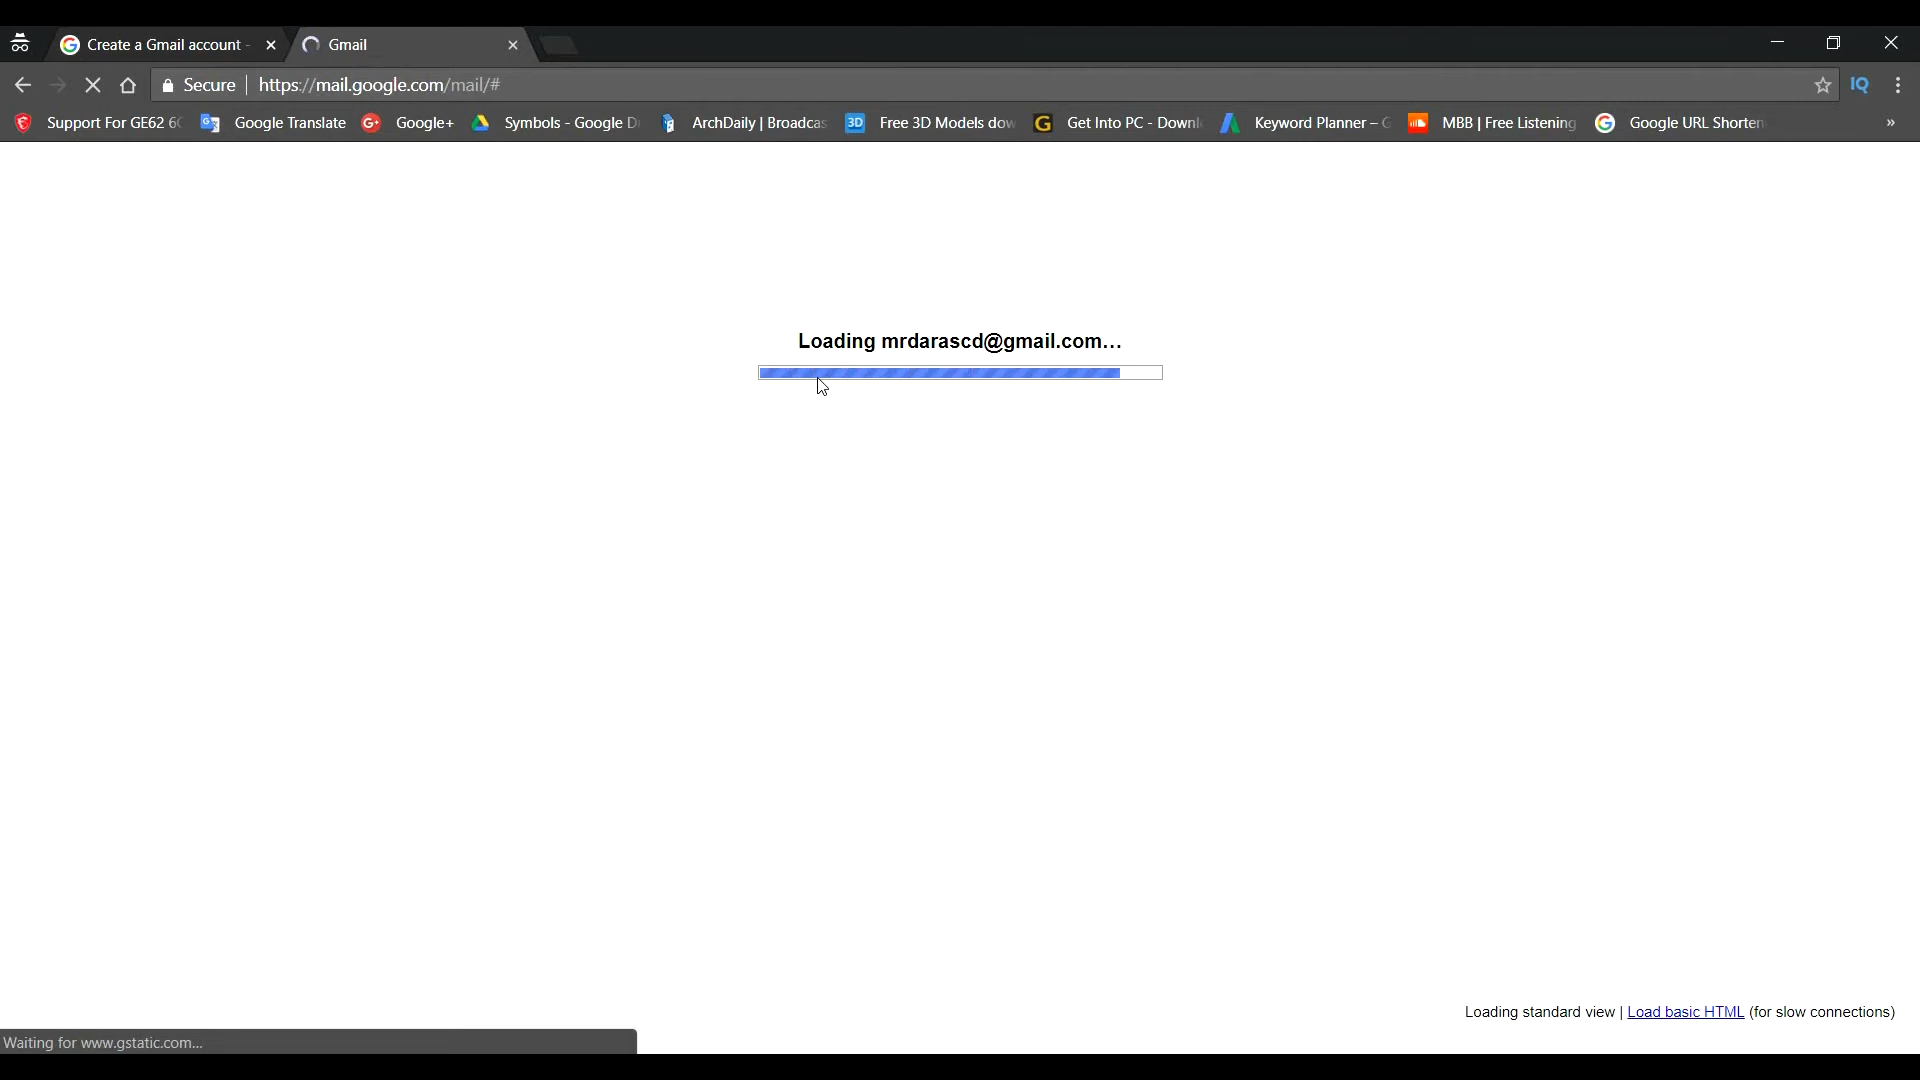 Create a Gmail account -
Gmail
Secure https://mail.google.com/mail/#
IQ
Support For GE62 6
Google Translate
G+ Google+
Symbols - Google D
ArchDaily | Broadcas
3D Free 3D Models dow
G Get Into PC - Downl
Keyword Planner – G
MBB | Free Listening
Google URL Shorten
»
Loading mrdarascd@gmail.com…
Loading standard view | Load basic HTML (for slow connections)
Waiting for www.gstatic.com...